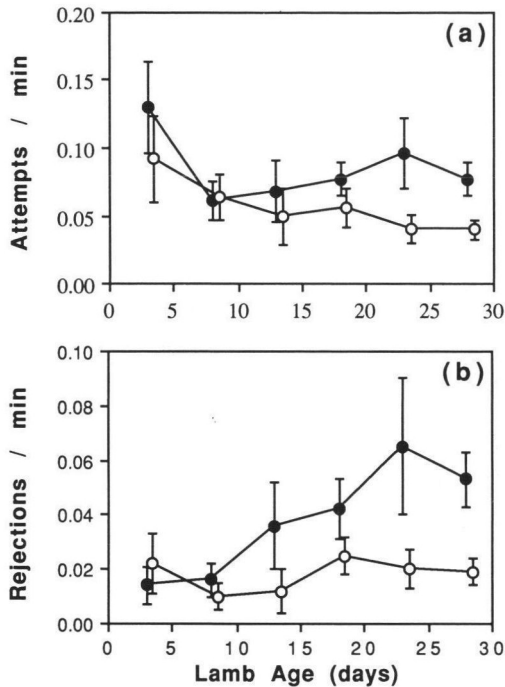 (a)
Attempts / min
0.20
0.15
0.10
0.05
0.00
0 5 10 15 20 25 30
(b)
Rejections / min
0.10
0.08
0.06
0.04
0.02
0.00
0 5 10 15 20 25 30
Lamb Age (days)